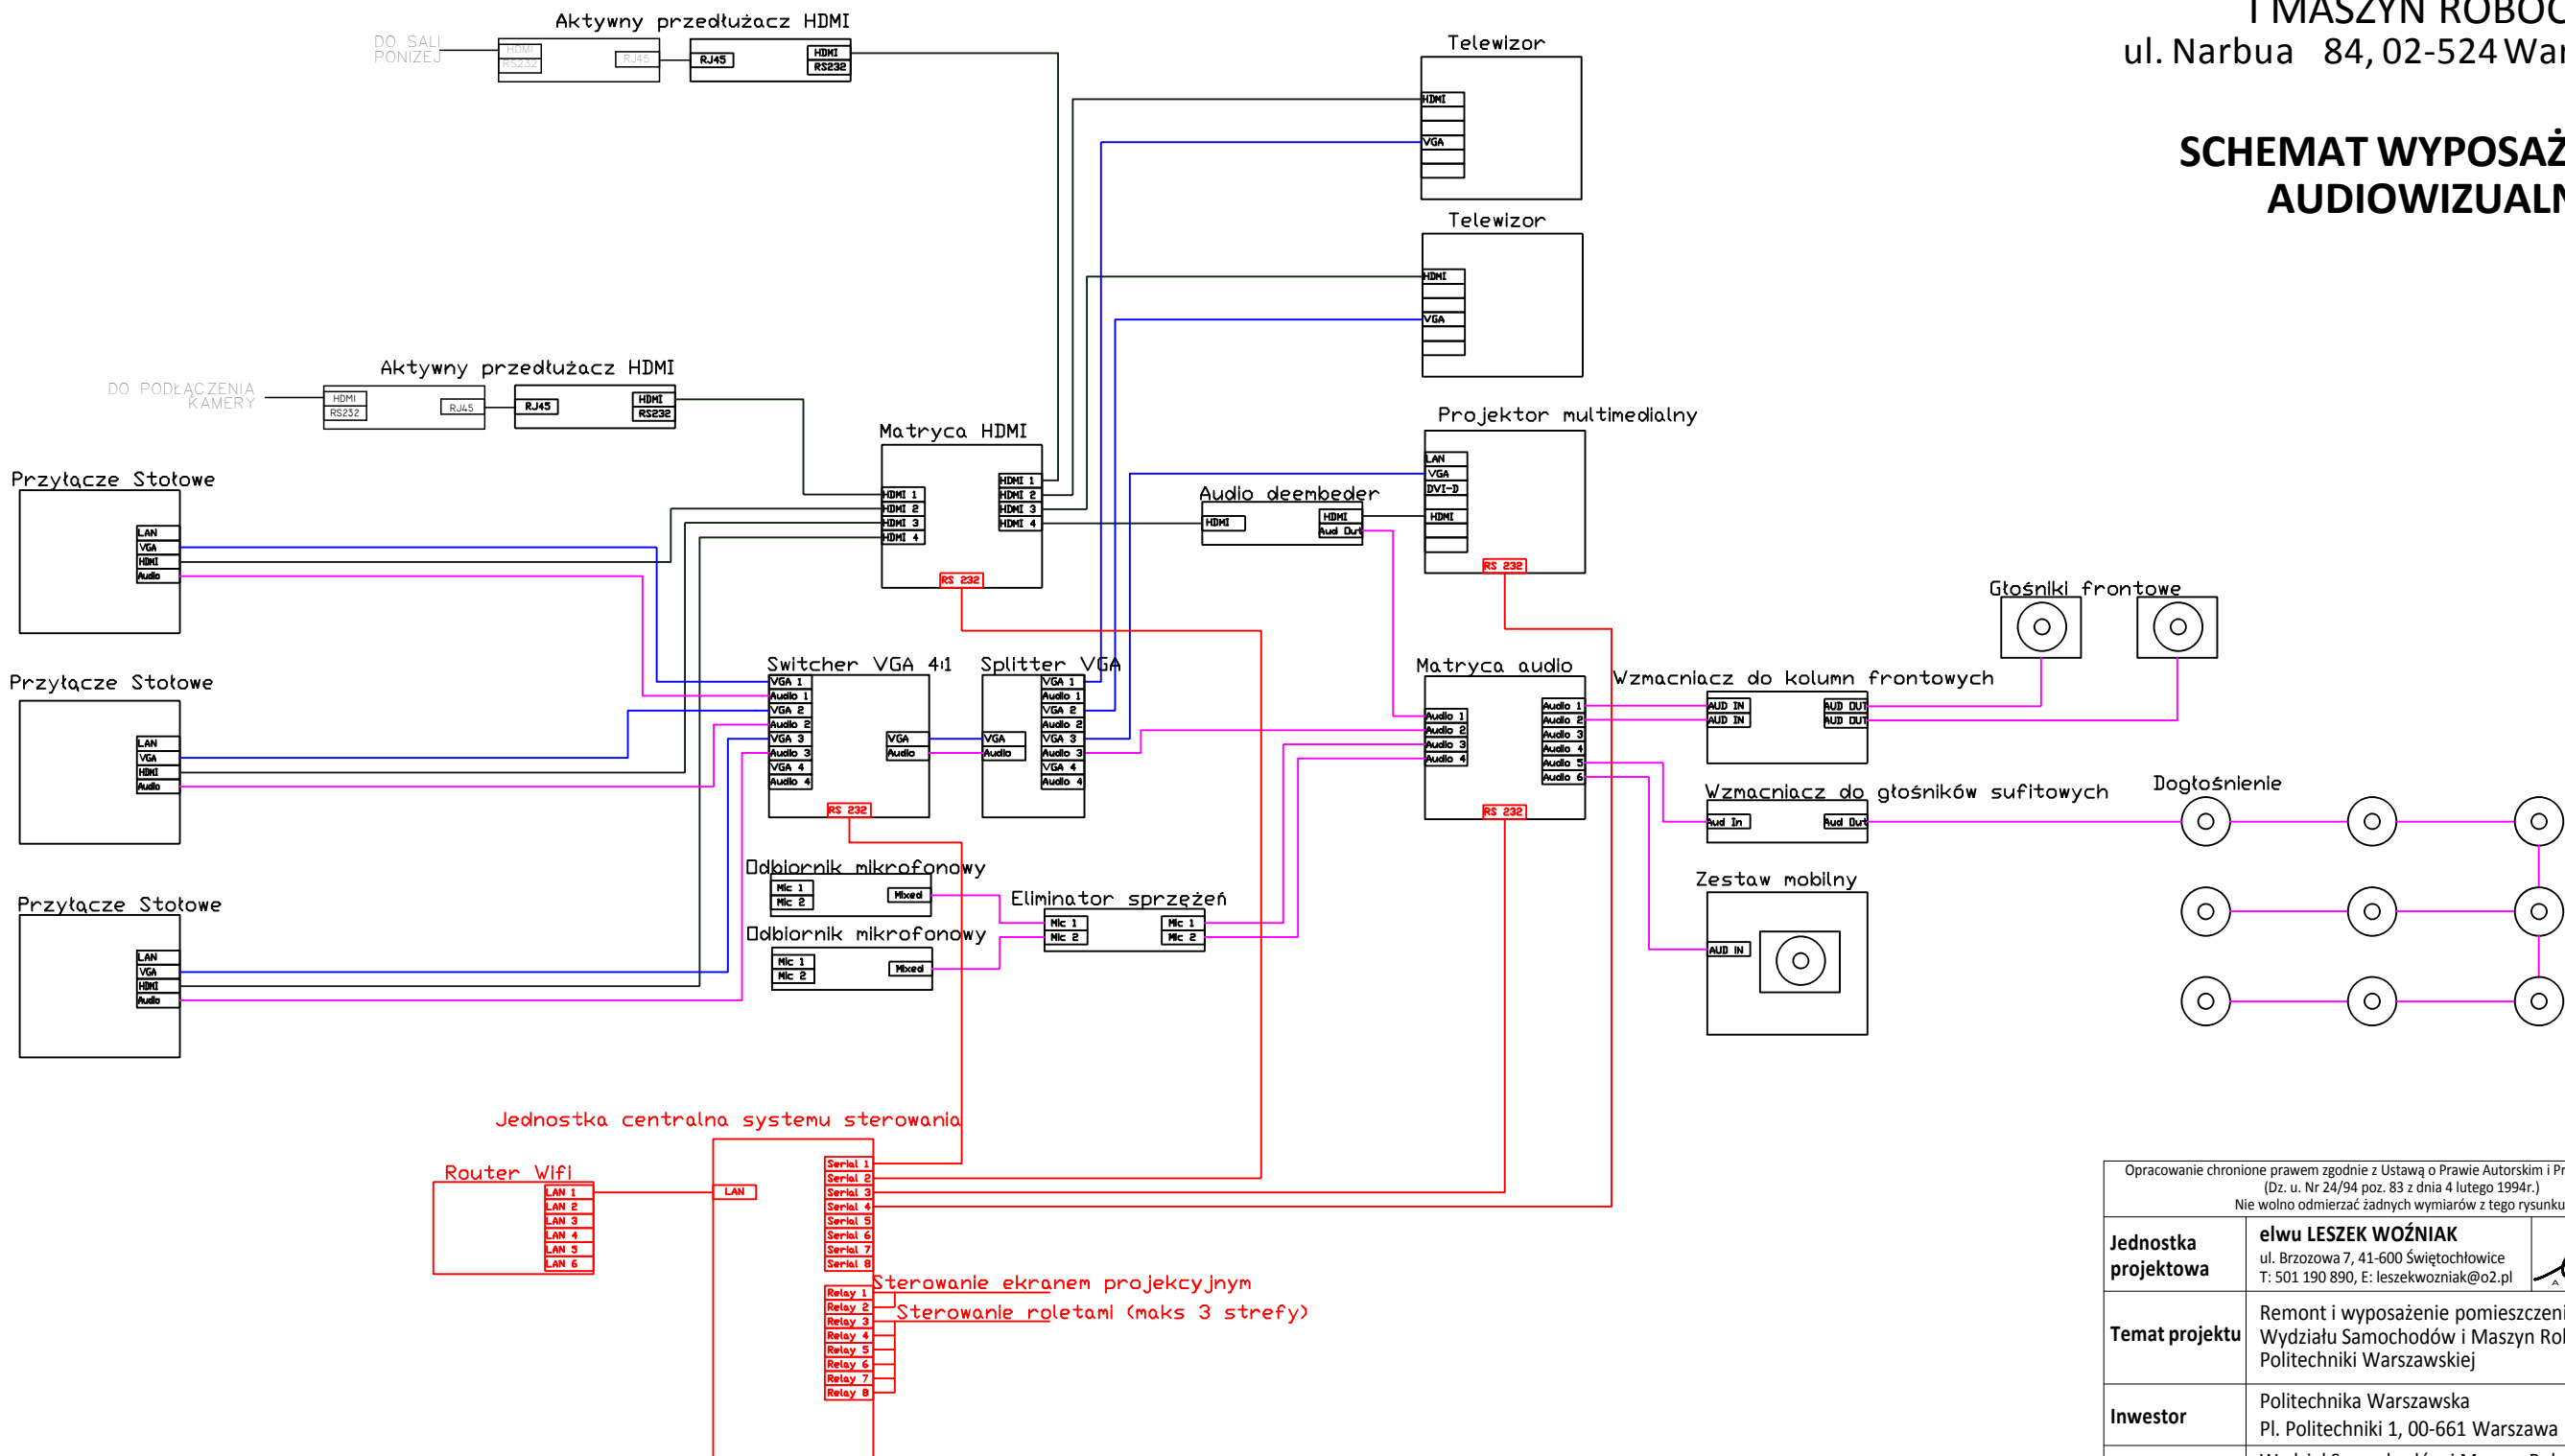 Aktywny przedłużacz HDMI
DO SALI
PONIŻEJ
HDMI
RS232
RJ45
RJ45
HDMI
RS232
I MASZYN
ul. Narbua 84, 02-524
SCHEMAT
Telewizor
HDMI
VGA
Telewizor
HDMI
VGA
Aktywny przedłużacz HDMI
DO PODŁĄCZENIA
KAMERY
HDMI
RS232
RJ45
RJ45
HDMI
RS232
Matryca HDMI
HDMI 1
HDMI 2
HDMI 3
HDMI 4
HDMI 1
HDMI 2
HDMI 3
HDMI 4
RS 232
Audio deembeder
HDMI
HDMI
Aud Out
Projektor multimedialny
LAN
VGA
DVI-D
HDMI
RS 232
Przyłącze Stołowe
LAN
VGA
HDMI
Audio
Przyłącze Stołowe
LAN
VGA
HDMI
Audio
Przyłącze Stołowe
LAN
VGA
HDMI
Audio
Switcher VGA 4:1
VGA 1
Audio 1
VGA 2
Audio 2
VGA 3
Audio 3
VGA 4
Audio 4
VGA
Audio
RS 232
Splitter VGA
VGA
Audio
VGA 1
Audio 1
VGA 2
Audio 2
VGA 3
Audio 3
VGA 4
Audio 4
Matryca audio
Audio 1
Audio 2
Audio 3
Audio 4
Audio 1
Audio 2
Audio 3
Audio 4
Audio 5
Audio 6
RS 232
Głośniki frontowe
Wzmacniacz do kolumn frontowych
AUD IN
AUD IN
AUD OUT
AUD OUT
Wzmacniacz do głośników sufitowych
Aud In
Aud Out
Dogłośnienie
Zestaw mobilny
AUD IN
Odbiornik mikrofonowy
Mic 1
Mic 2
Mixed
Odbiornik mikrofonowy
Mic 1
Mic 2
Mixed
Eliminator sprzężeń
Mic 1
Mic 2
Mic 1
Mic 2
Jednostka centralna systemu sterowania
Router Wifi
LAN 1
LAN 2
LAN 3
LAN 4
LAN 5
LAN 6
LAN
Serial 1
Serial 2
Serial 3
Serial 4
Serial 5
Serial 6
Serial 7
Serial 8
Relay 1
Relay 2
Relay 3
Relay 4
Relay 5
Relay 6
Relay 7
Relay 8
Sterowanie ekranem projekcyjnym
Sterowanie roletami (maks 3 strefy)
Opracowanie chronione prawem zgodnie z Ustawą o Prawie Autorskim i
(Dz. u. Nr 24/94 poz. 83 z dnia 4 lutego 1994r.)
Nie wolno odmierzać żadnych wymiarów z tego rysunku
Jednostka
projektowa
elwu LESZEK WOŹNIAK
ul. Brzozowa 7, 41-600 Świętochłowice
T: 501 190 890, E: leszekwozniak@o2.pl
Temat projektu
Remont i wyposażenie
Wydziału Samochodów i Maszyn
Politechniki Warszawskiej
Inwestor
Politechnika Warszawska
Pl. Politechniki 1, 00-661 Warszawa